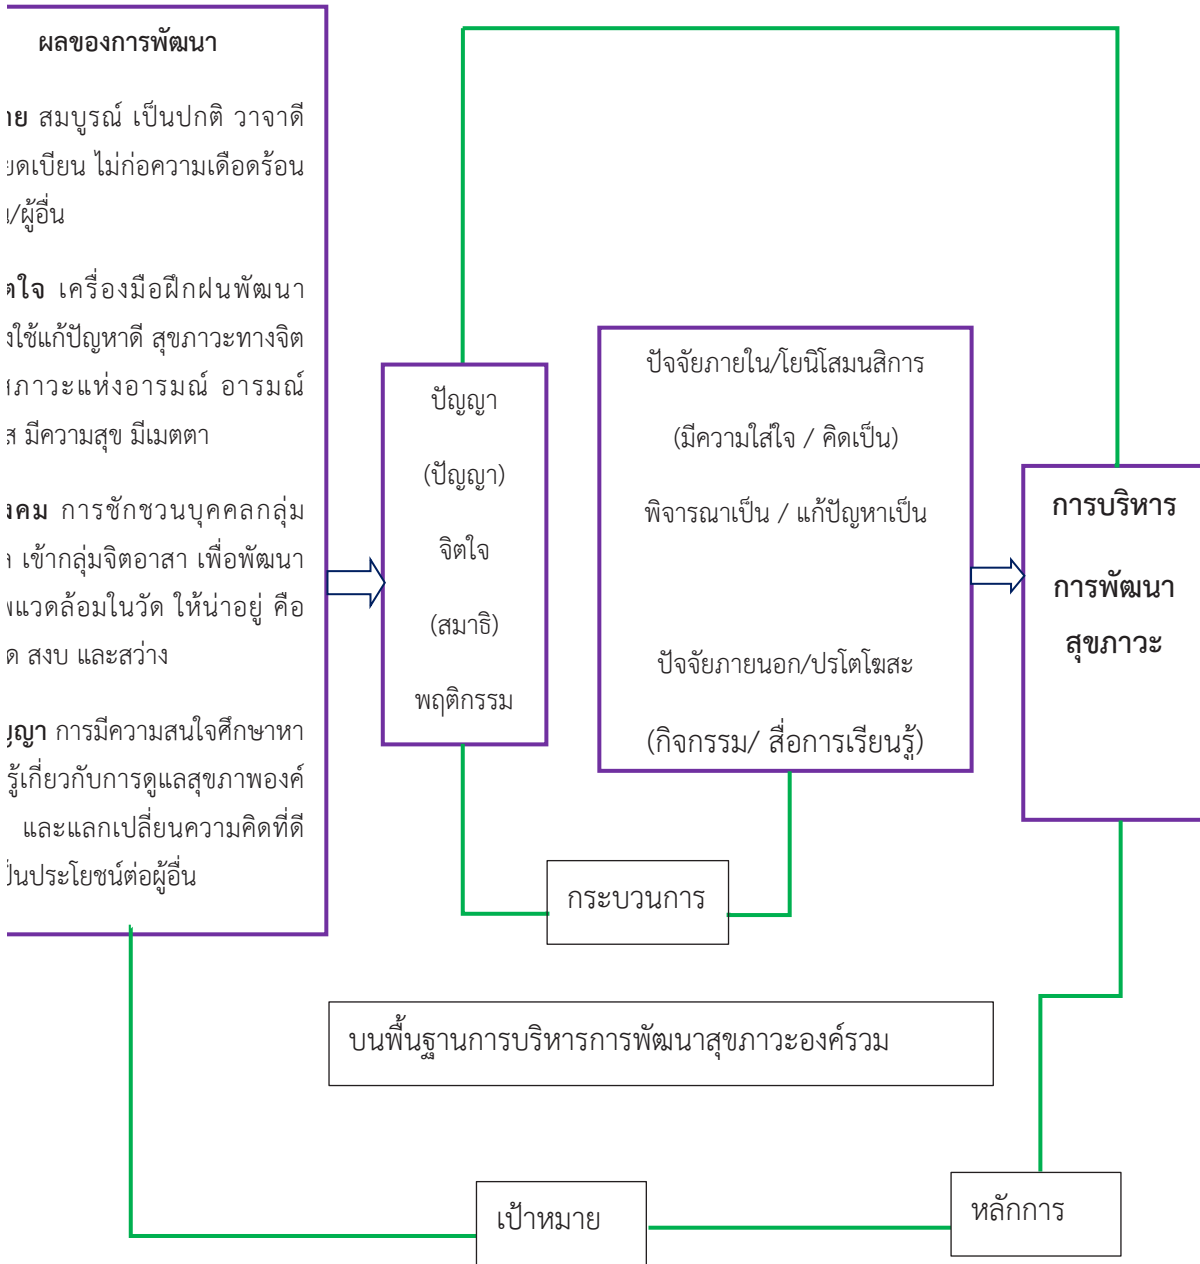 ผลของการพัฒนา
สมบูรณ์ เป็นปกติ วาจาดี
ไม่ก่อความเดือดร้อน
/ผู้อื่น
เครื่องมือฝึกฝนพัฒนา
ใช้แก้ปัญหาดี สุขภาวะทางจิต
สภาวะแห่งอารมณ์ อารมณ์
มีความสุข มีเมตตา
การชักชวนบุคคลกลุ่ม
เข้ากลุ่มจิตอาสา เพื่อพัฒนา
แวดล้อมในวัด ให้น่าอยู่ คือ
สงบ และสว่าง
การมีความสนใจศึกษาหา
รู้เกี่ยวกับการดูแลสุขภาพองค์
และแลกเปลี่ยนความคิดที่ดี
ประโยชน์ต่อผู้อื่น
ปัญญา
(ปัญญา)
จิตใจ
(สมาธิ)
พฤติกรรม
ปัจจัยภายใน/โยนิโสมนสิการ
(มีความใส่ใจ / คิดเป็น)
พิจารณาเป็น / แก้ปัญหาเป็น
ปัจจัยภายนอก/ปรโตโฆสะ
(กิจกรรม/ สื่อการเรียนรู้)
การบริหาร
การพัฒนา
สุขภาวะ
กระบวนการ
บนพื้นฐานการบริหารการพัฒนาสุขภาวะองค์รวม
เป้าหมาย
หลักการ